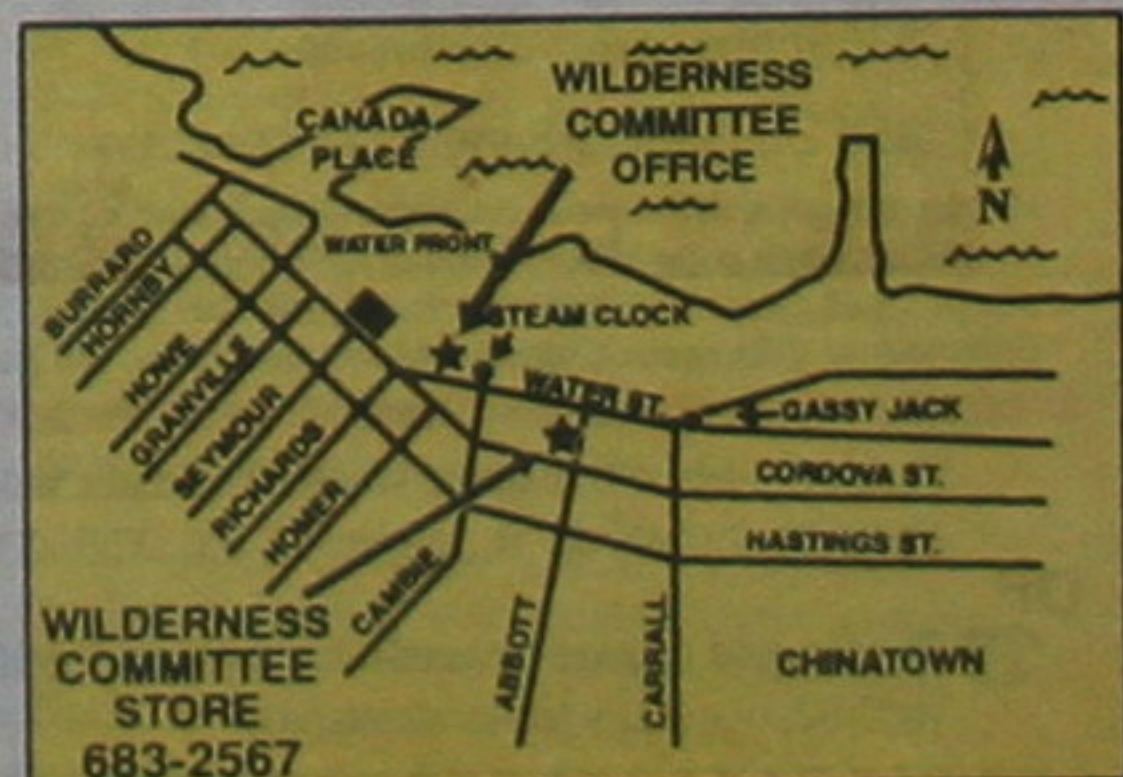 WILDERNESS
COMMITTEE
OFFICE
CANADA
PLACE
N
WATER FRONT
BURRARD
HORNBY
STEAM CLOCK
HOWE
GRANVILLE
WATER ST.
GASSY JACK
SEYMOUR
RICHARDS
CORDOVA ST.
HOMER
HASTINGS ST.
CAMBIE
WILDERNESS
COMMITTEE
STORE
683-2567
ABBOTT
CARRALL
CHINATOWN